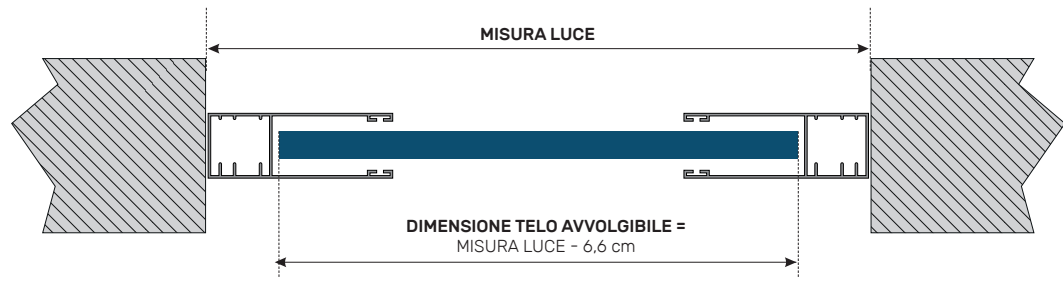 MISURA LUCE
DIMENSIONE TELO AVVOLGIBILE =
MISURA LUCE - 6,6 cm